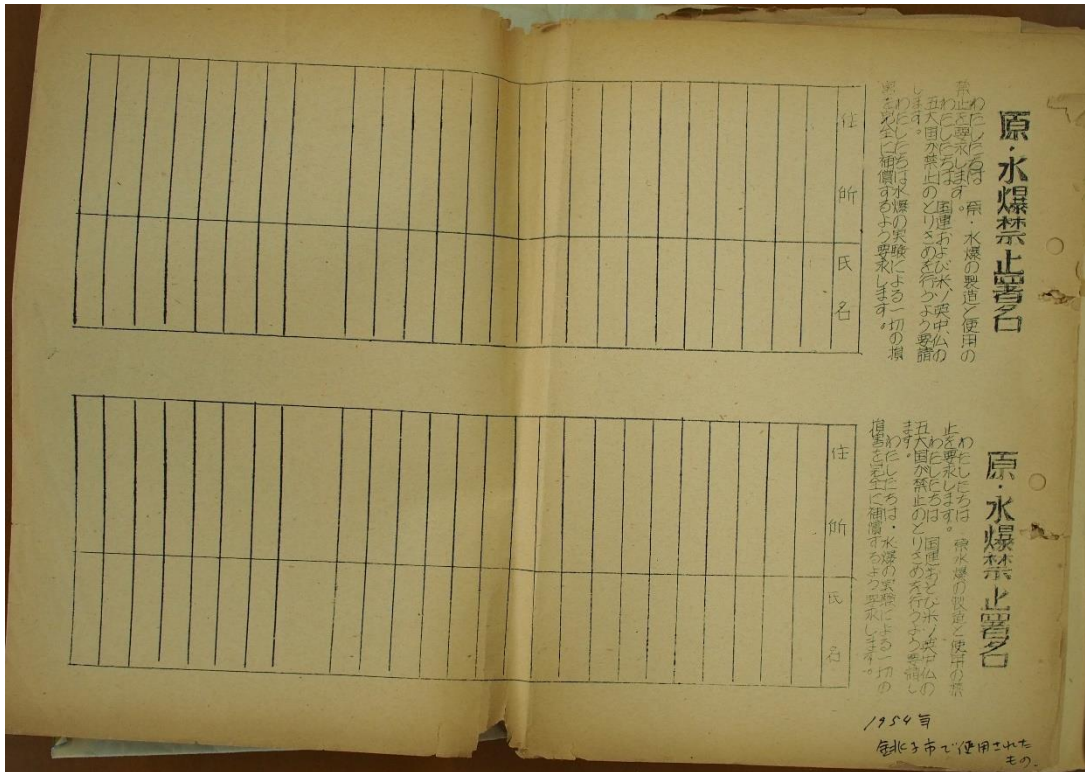 原・水爆禁止署名
わたしたちは 原・水爆の製造と使用の
禁止を要求します。
わたしたちは 国連および米、ソ、英、中、仏の
五大国が禁止のとりきめを行うよう要請
します。
わたしたちは水爆の実験による一切の損
害を完全に補償するよう要求します。
住所
氏名
原・水爆禁止署名
わたしたちは 原水爆の製造と使用の禁
止を要求します。
わたしたちは 国連および米ソ英中仏の
五大国が禁止のとりきめを行うよう要請し
ます。
わたしたちは、水爆の実験による一切の
損害を完全に補償するよう要求します。
住所
氏名
1954年
銚子市で使用された
もの.